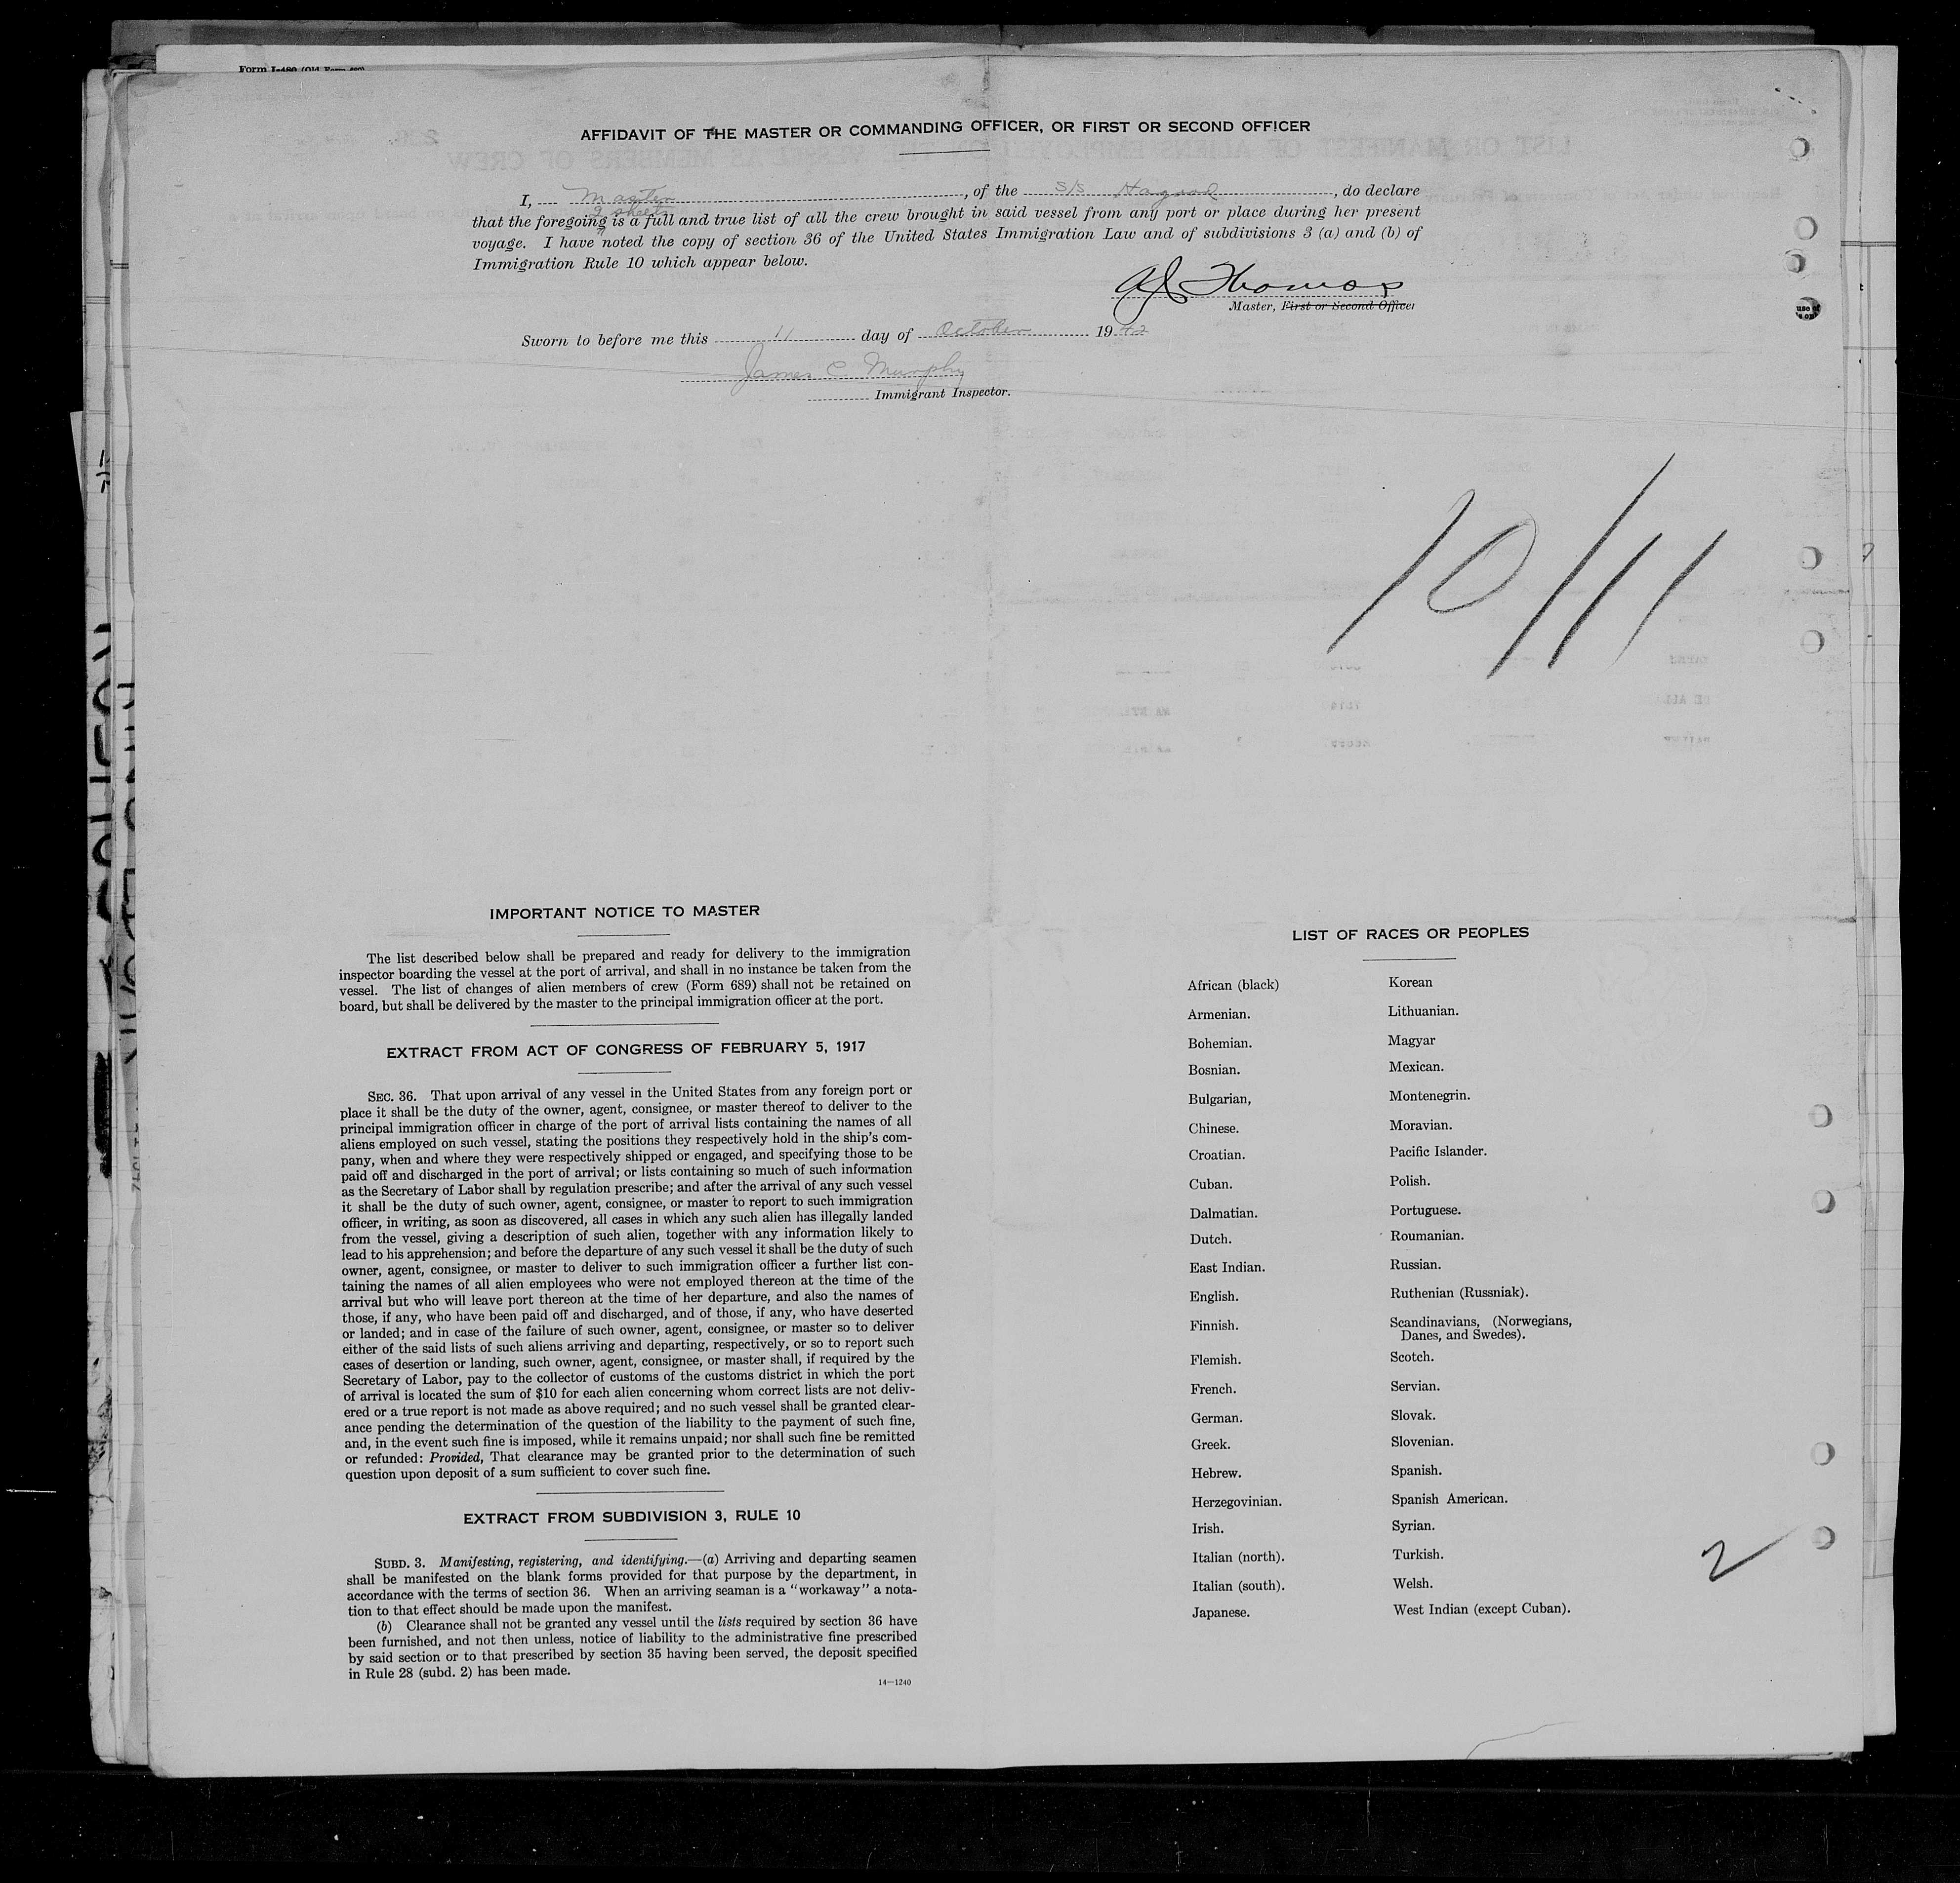 Form I-480 (Old Form 680)
AFFIDAVIT OF THE MASTER OR COMMANDING OFFICER, OR FIRST OR SECOND OFFICER
I, Master, of the S/S Hagood, do declare
2 sheets
that the foregoing is a full and true list of all the crew brought in said vessel from any port or place during her present
voyage. I have noted the copy of section 36 of the United States Immigration Law and of subdivisions 3 (a) and (b) of
Immigration Rule 10 which appear below.
Thomas
Master, First or Second Officer
Sworn to before me this 11 day of October 1942
James C. Murphy
Immigrant Inspector.
10/11
IMPORTANT NOTICE TO MASTER
The list described below shall be prepared and ready for delivery to the immigration
inspector boarding the vessel at the port of arrival, and shall in no instance be taken from the
vessel. The list of changes of alien members of crew (Form 689) shall not be retained on
board, but shall be delivered by the master to the principal immigration officer at the port.
EXTRACT FROM ACT OF CONGRESS OF FEBRUARY 5, 1917
SEC. 36. That upon arrival of any vessel in the United States from any foreign port or
place it shall be the duty of the owner, agent, consignee, or master thereof to deliver to the
principal immigration officer in charge of the port of arrival lists containing the names of all
aliens employed on such vessel, stating the positions they respectively hold in the ship's com-
pany, when and where they were respectively shipped or engaged, and specifying those to be
paid off and discharged in the port of arrival; or lists containing so much of such information
as the Secretary of Labor shall by regulation prescribe; and after the arrival of any such vessel
it shall be the duty of such owner, agent, consignee, or master to report to such immigration
officer, in writing, as soon as discovered, all cases in which any such alien has illegally landed
from the vessel, giving a description of such alien, together with any information likely to
lead to his apprehension; and before the departure of any such vessel it shall be the duty of such
owner, agent, consignee, or master to deliver to such immigration officer a further list con-
taining the names of all alien employees who were not employed thereon at the time of the
arrival but who will leave port thereon at the time of her departure, and also the names of
those, if any, who have been paid off and discharged, and of those, if any, who have deserted
or landed; and in case of the failure of such owner, agent, consignee, or master so to deliver
either of the said lists of such aliens arriving and departing, respectively, or so to report such
cases of desertion or landing, such owner, agent, consignee, or master shall, if required by the
Secretary of Labor, pay to the collector of customs of the customs district in which the port
of arrival is located the sum of $10 for each alien concerning whom correct lists are not deliv-
ered or a true report is not made as above required; and no such vessel shall be granted clear-
ance pending the determination of the question of the liability to the payment of such fine,
and, in the event such fine is imposed, while it remains unpaid; nor shall such fine be remitted
or refunded: Provided, That clearance may be granted prior to the determination of such
question upon deposit of a sum sufficient to cover such fine.
EXTRACT FROM SUBDIVISION 3, RULE 10
SUBD. 3. Manifesting, registering, and identifying.—(a) Arriving and departing seamen
shall be manifested on the blank forms provided for that purpose by the department, in
accordance with the terms of section 36. When an arriving seaman is a "workaway" a nota-
tion to that effect should be made upon the manifest.
(b) Clearance shall not be granted any vessel until the lists required by section 36 have
been furnished, and not then unless, notice of liability to the administrative fine prescribed
by said section or to that prescribed by section 35 having been served, the deposit specified
in Rule 28 (subd. 2) has been made.
14—1240
LIST OF RACES OR PEOPLES
African (black)
Armenian.
Bohemian.
Bosnian.
Bulgarian,
Chinese.
Croatian.
Cuban.
Dalmatian.
Dutch.
East Indian.
English.
Finnish.
Flemish.
French.
German.
Greek.
Hebrew.
Herzegovinian.
Irish.
Italian (north).
Italian (south).
Japanese.
Korean
Lithuanian.
Magyar
Mexican.
Montenegrin.
Moravian.
Pacific Islander.
Polish.
Portuguese.
Roumanian.
Russian.
Ruthenian (Russniak).
Scandinavians, (Norwegians,
Danes, and Swedes).
Scotch.
Servian.
Slovak.
Slovenian.
Spanish.
Spanish American.
Syrian.
Turkish.
Welsh.
West Indian (except Cuban).
2